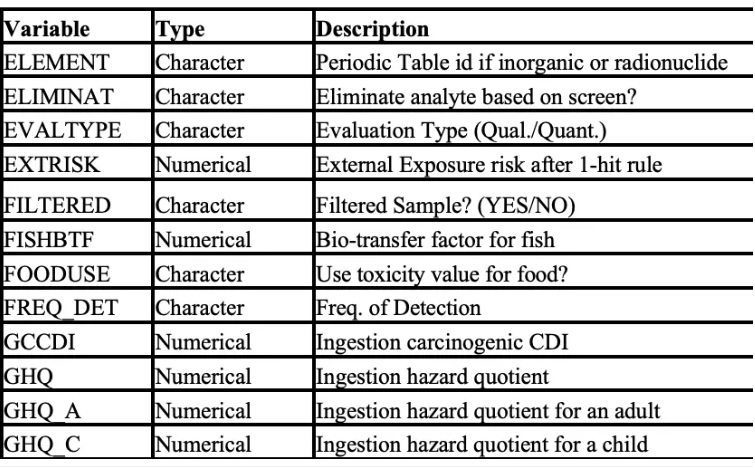 Variable Type Description
ELEMENT Character Periodic Table id if inorganic or radionuclide
ELIMINAT Character Eliminate analyte based on screen?
EVALTYPE Character Evaluation Type (Qual./Quant.)
EXTRISK Numerical External Exposure risk after 1-hit rule
FILTERED Character Filtered Sample? (YES/NO)
FISHBTF Numerical Bio-transfer factor for fish
FOODUSE Character Use toxicity value for food?
FREQ_DET Character Freq. of Detection
GCCDI Numerical Ingestion carcinogenic CDI
GHQ Numerical Ingestion hazard quotient
GHQ_A Numerical Ingestion hazard quotient for an adult
GHQ_C Numerical Ingestion hazard quotient for a child